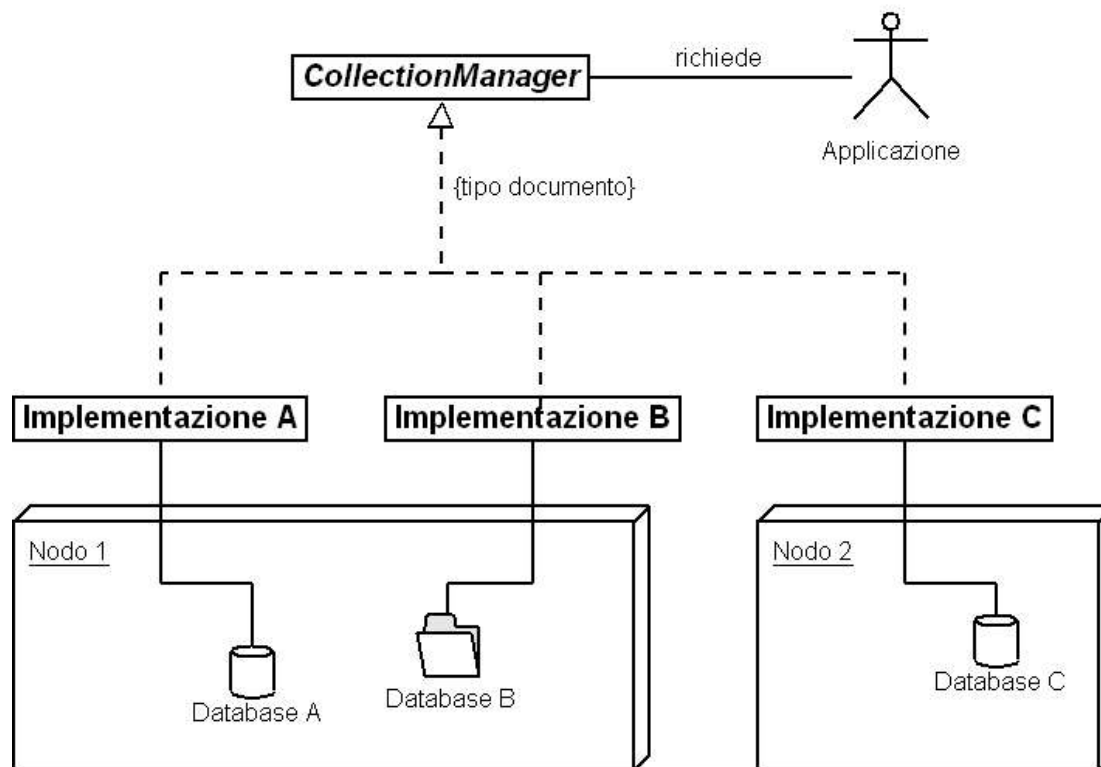 CollectionManager
richiede
Applicazione
{tipo documento}
Implementazione A
Implementazione B
Implementazione C
Nodo 1
Nodo 2
Database A
Database B
Database C